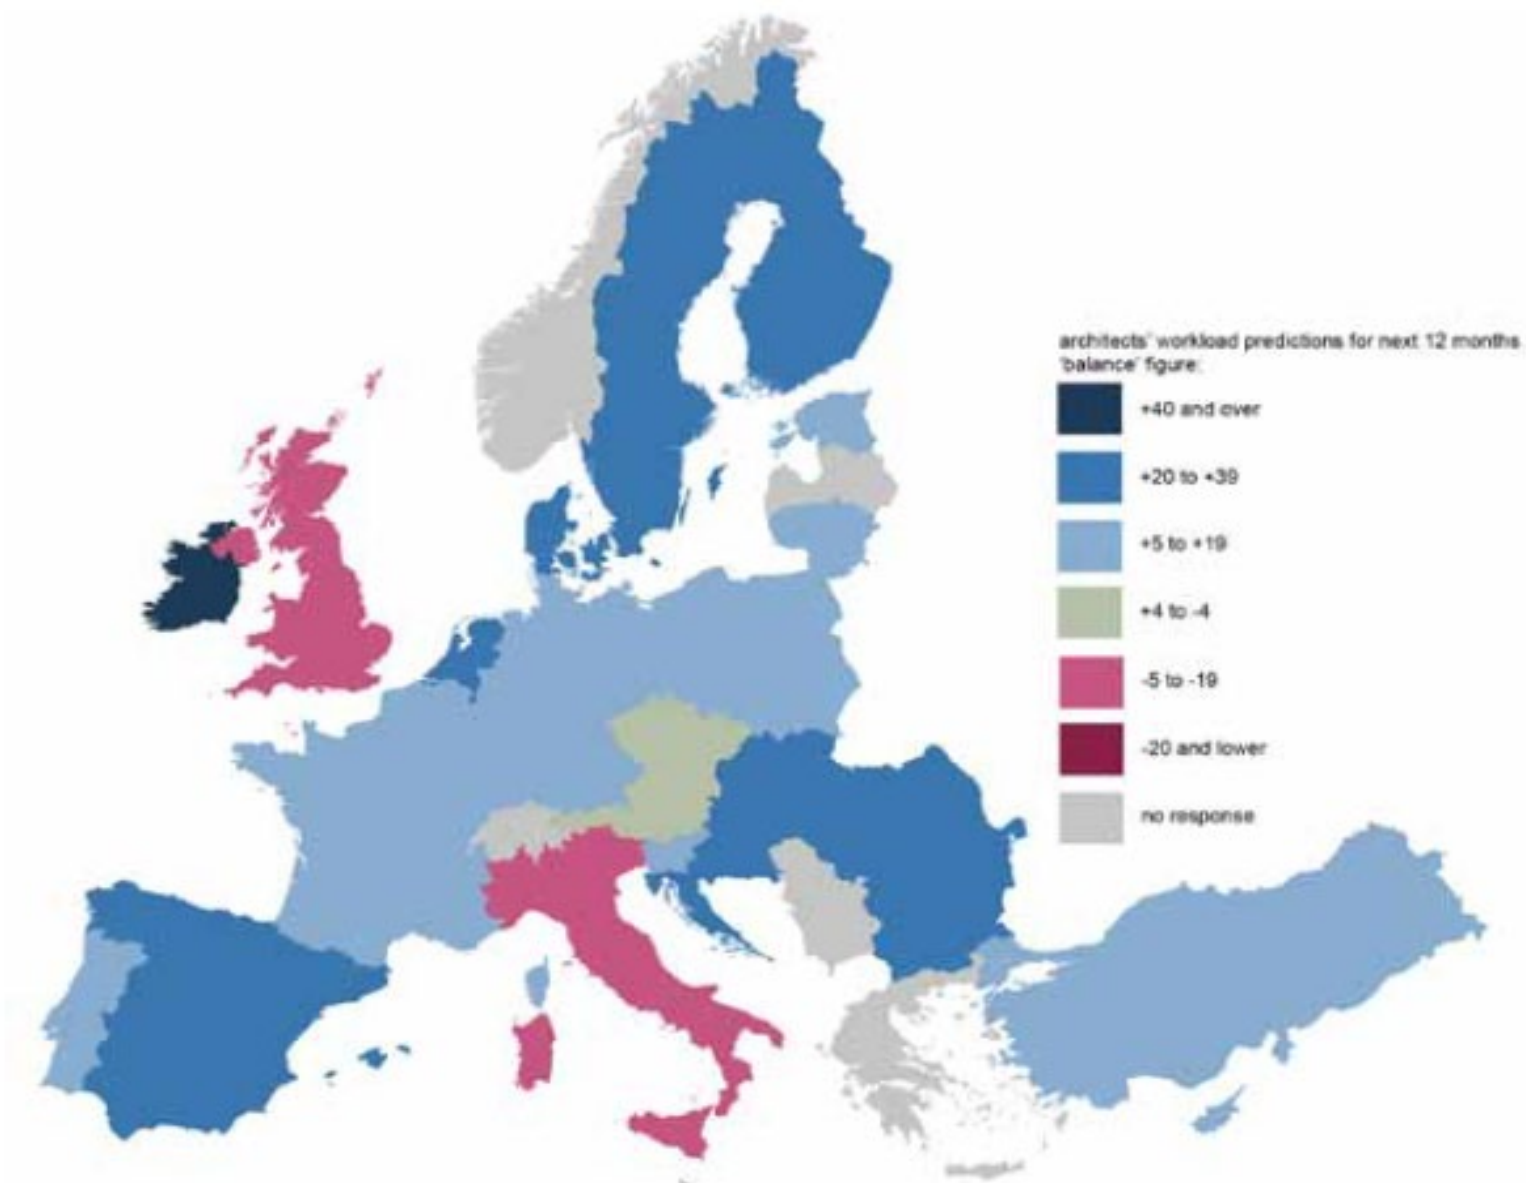 architects' workload predictions for next 12 months
'balance' figure:
+40 and over
+20 to +39
+5 to +19
+4 to -4
-5 to -19
-20 and lower
no response